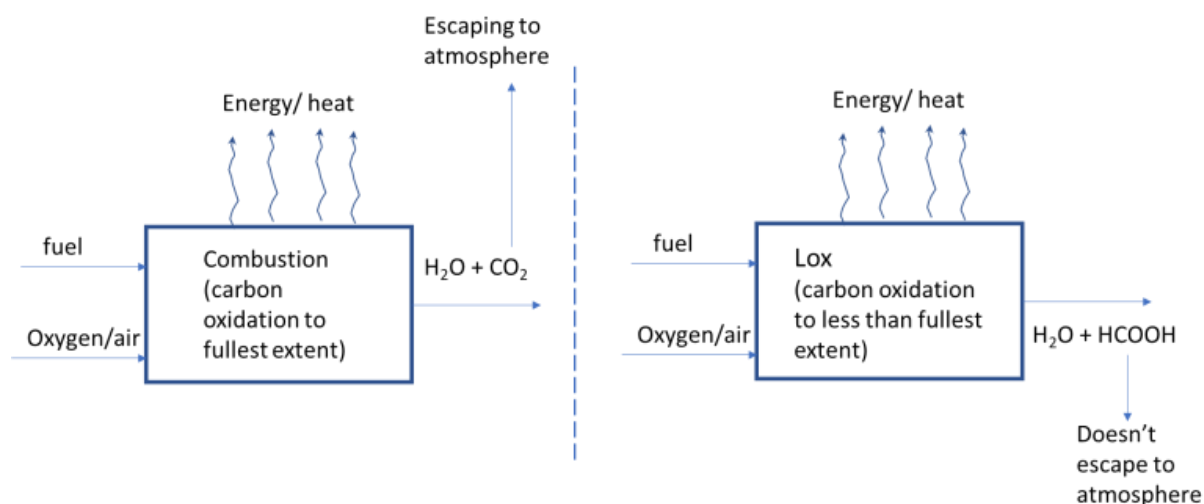 Escaping to
atmosphere
Energy/ heat
fuel
Oxygen/air
Combustion
(carbon
oxidation to
fullest extent)
H₂O + CO₂
Energy/ heat
fuel
Oxygen/air
Lox
(carbon oxidation
to less than fullest
extent)
H₂O + HCOOH
Doesn't
escape to
atmosphere